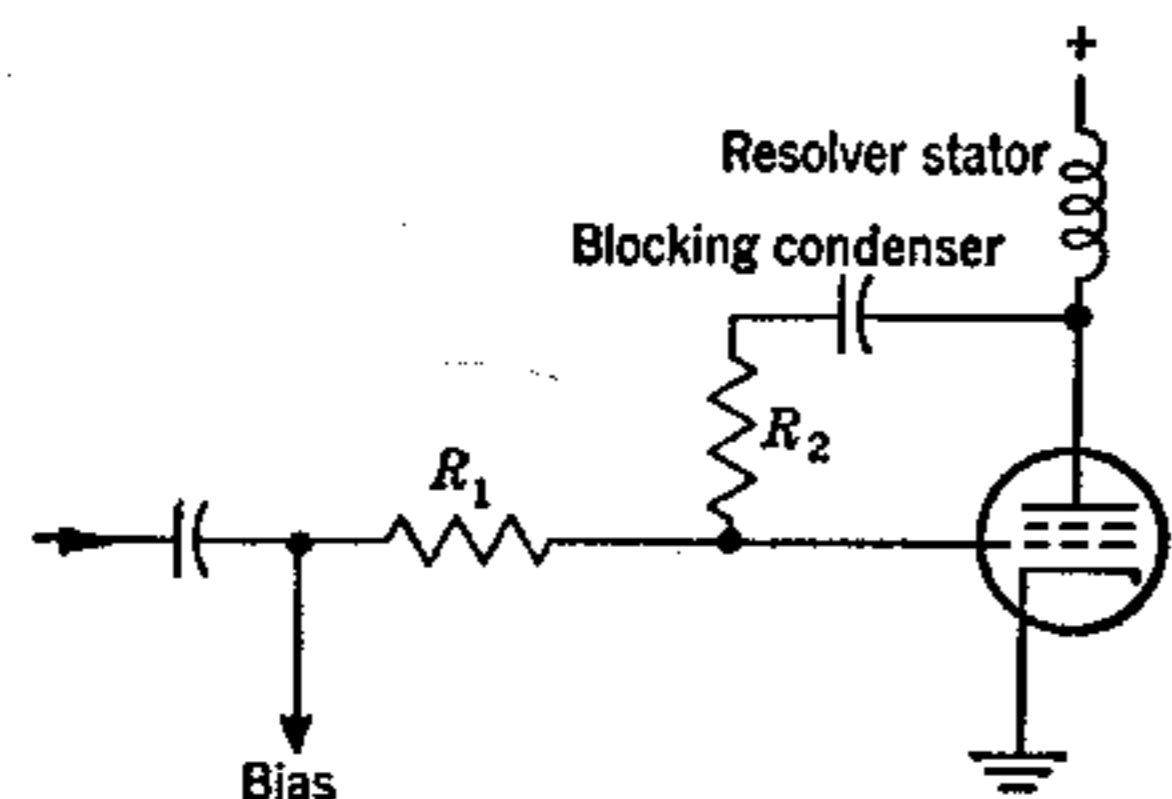 +
Resolver stator
Blocking condenser
R2
R1
Bias